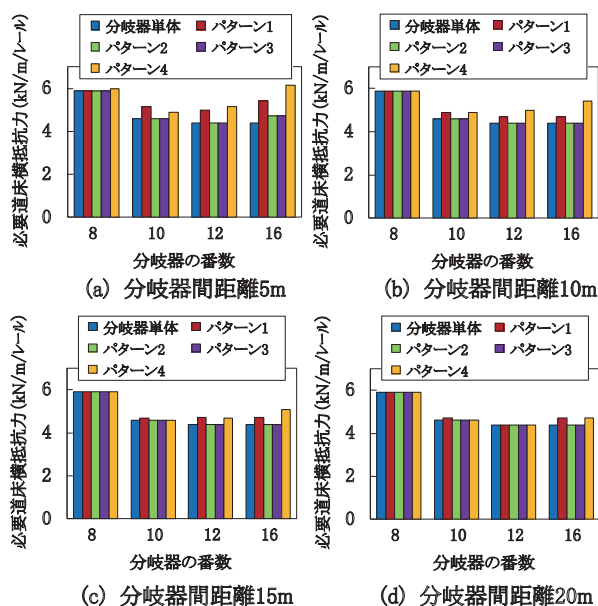 分岐器単体 パターン1
パターン2 パターン3
パターン4
必要道床横抵抗力(kN/m/レール)
6
4
2
0
8 10 12 16
分岐器の番数
(a) 分岐器間距離5m
分岐器単体 パターン1
パターン2 パターン3
パターン4
必要道床横抵抗力(kN/m/レール)
6
4
2
0
8 10 12 16
分岐器の番数
(b) 分岐器間距離10m
分岐器単体 パターン1
パターン2 パターン3
パターン4
必要道床横抵抗力(kN/m/レール)
6
4
2
0
8 10 12 16
分岐器の番数
(c) 分岐器間距離15m
分岐器単体 パターン1
パターン2 パターン3
パターン4
必要道床横抵抗力(kN/m/レール)
6
4
2
0
8 10 12 16
分岐器の番数
(d) 分岐器間距離20m